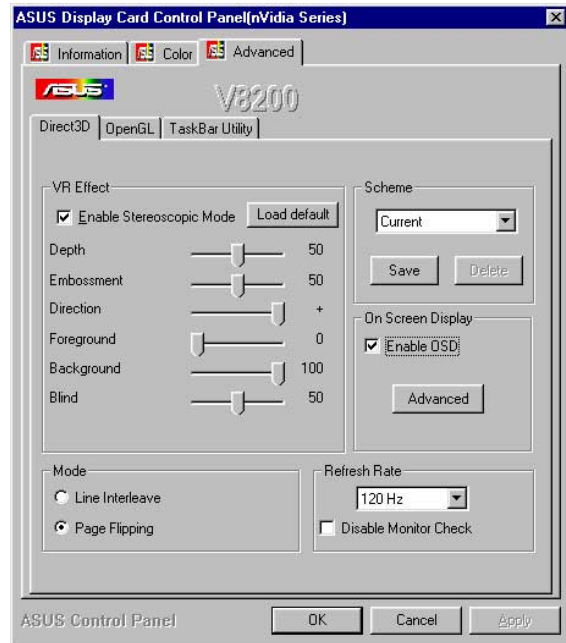 ASUS Display Card Control Panel(nVidia Series)
Information
Color
Advanced
ASUS
V8200
Direct3D
OpenGL
TaskBar Utility
VR Effect
Enable Stereoscopic Mode
Load default
Depth 50
Embossment 50
Direction +
Foreground 0
Background 100
Blind 50
Scheme
Current
Save
Delete
On Screen Display
Enable OSD
Advanced
Mode
Line Interleave
Page Flipping
Refresh Rate
120 Hz
Disable Monitor Check
ASUS Control Panel
OK
Cancel
Apply